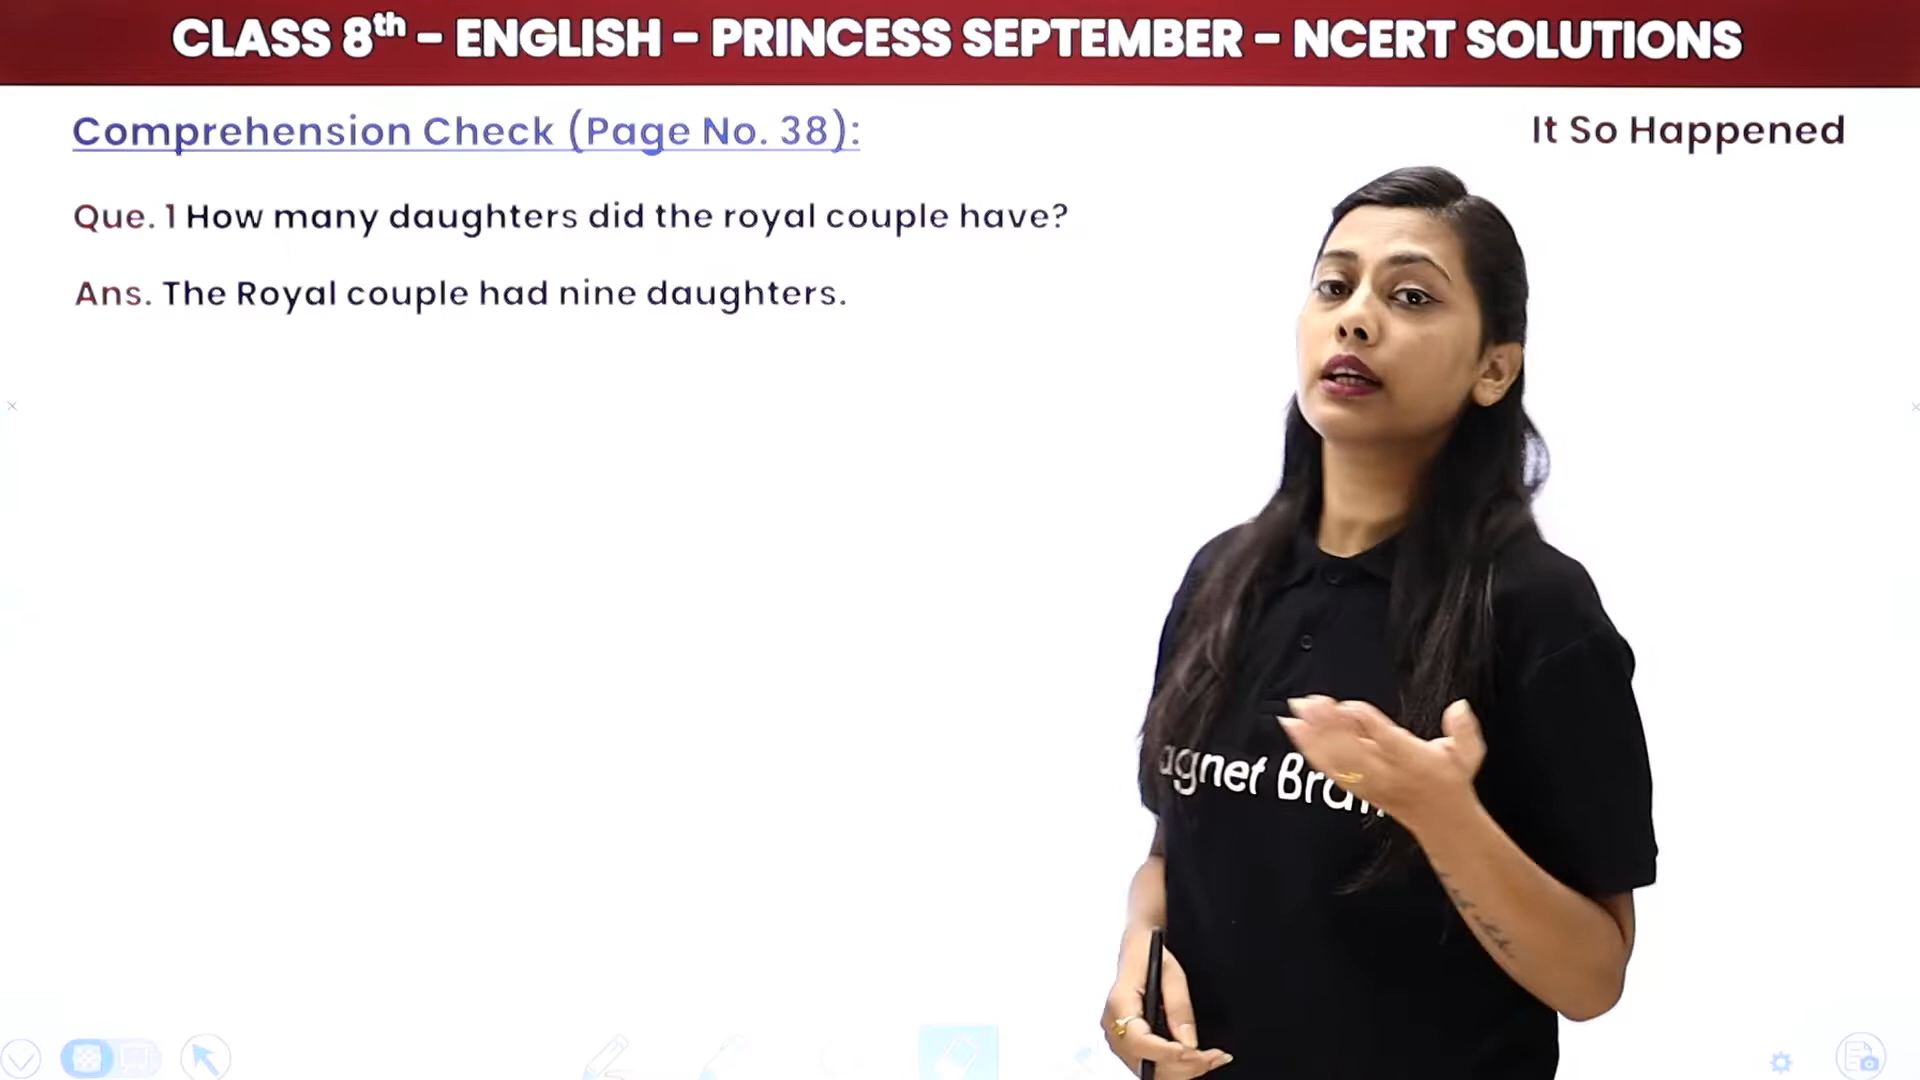 CLASS 8th - ENGLISH - PRINCESS SEPTEMBER - NCERT SOLUTIONS
Comprehension Check (Page No. 38):
It So Happened
Que. 1 How many daughters did the royal couple have?
Ans. The Royal couple had nine daughters.
agnet Bra